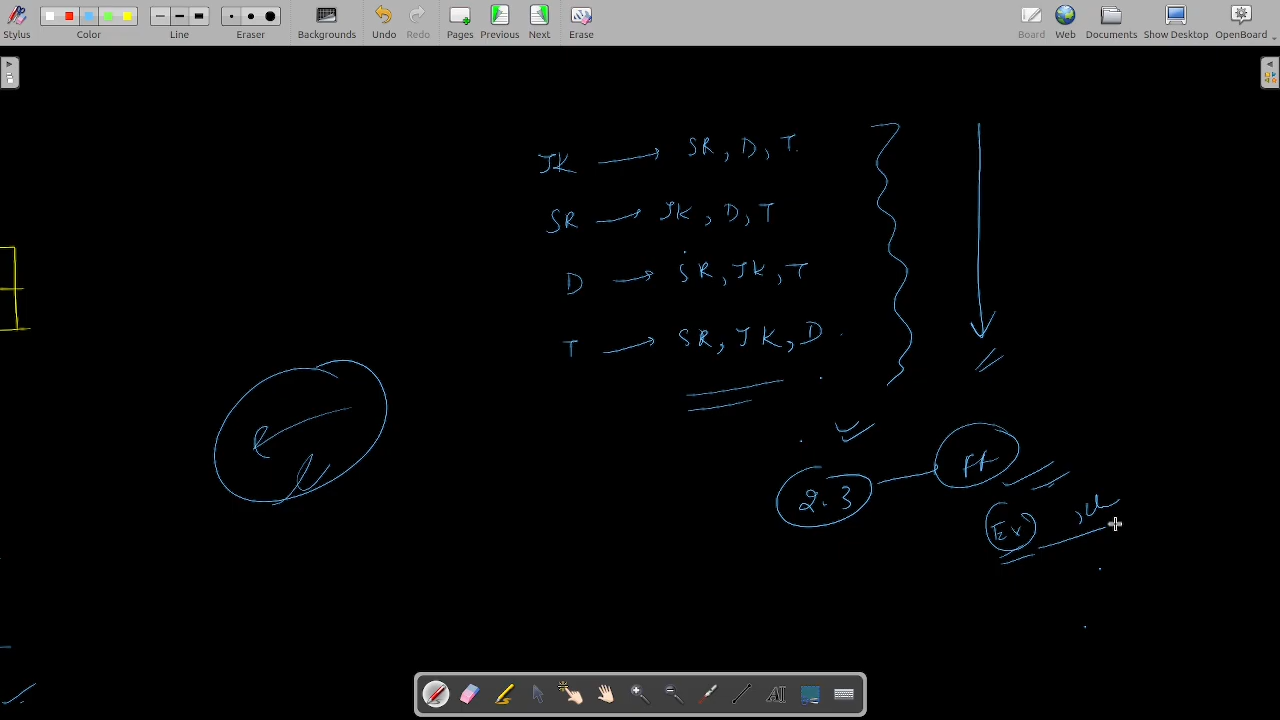 Stylus
Color
Line
Eraser
Backgrounds
Undo
Redo
Pages
Previous
Next
Erase
Board
Web
Documents
Show Desktop
OpenBoard
JK → SR, D, T
SR → JK, D, T
D → SR, JK, T
T → SR, JK, D
2.3
ff
Ex
AI